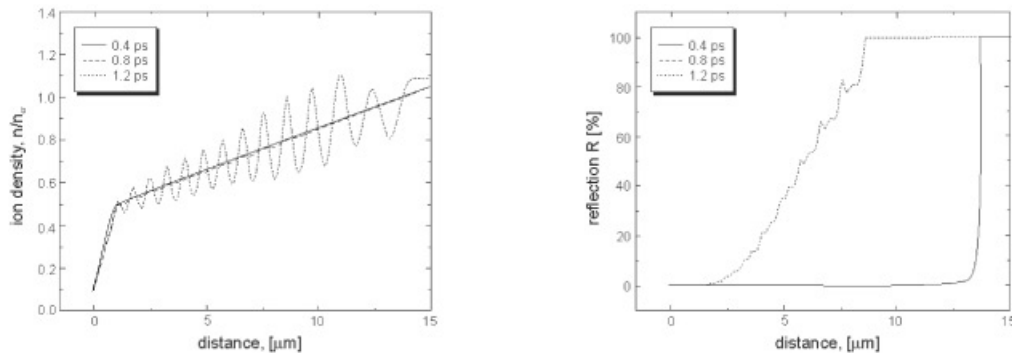 1.4
1.2
1.0
0.8
0.6
0.4
0.2
0.0
ion density, n/n
0.4 ps
0.8 ps
1.2 ps
0
5
10
15
distance, [μm]
100
80
60
40
20
0
reflection R [%]
0.4 ps
0.8 ps
1.2 ps
0
5
10
15
distance, [μm]